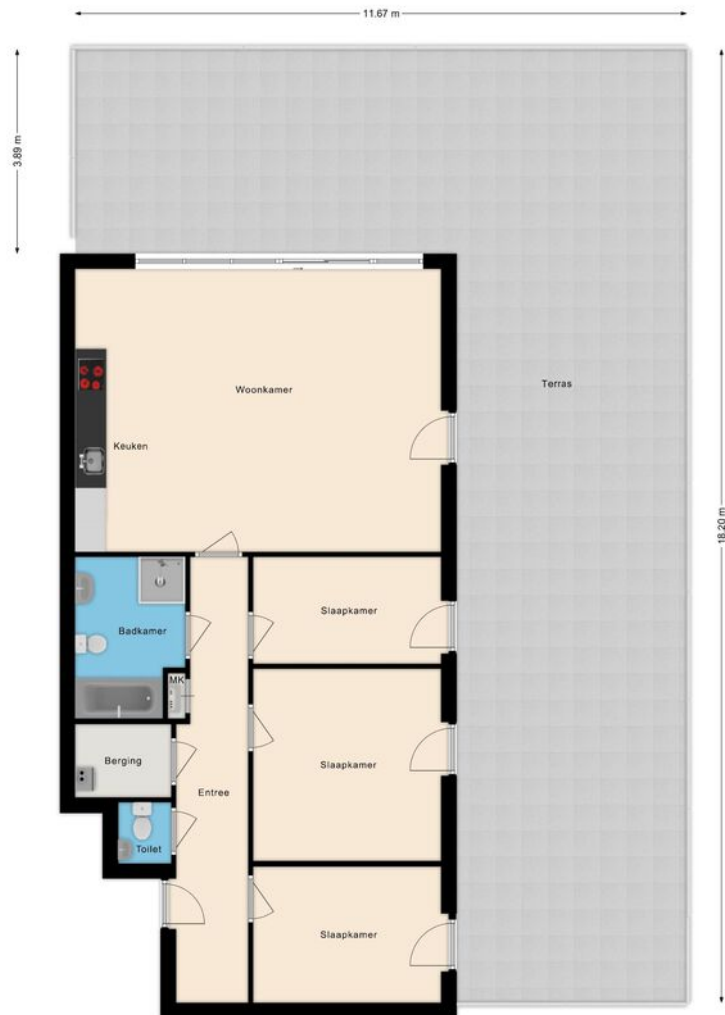 11.67 m
3.89 m
Woonkamer
Terras
Keuken
18.20 m
Slaapkamer
Badkamer
MK
Berging
Slaapkamer
Entree
Toilet
Slaapkamer